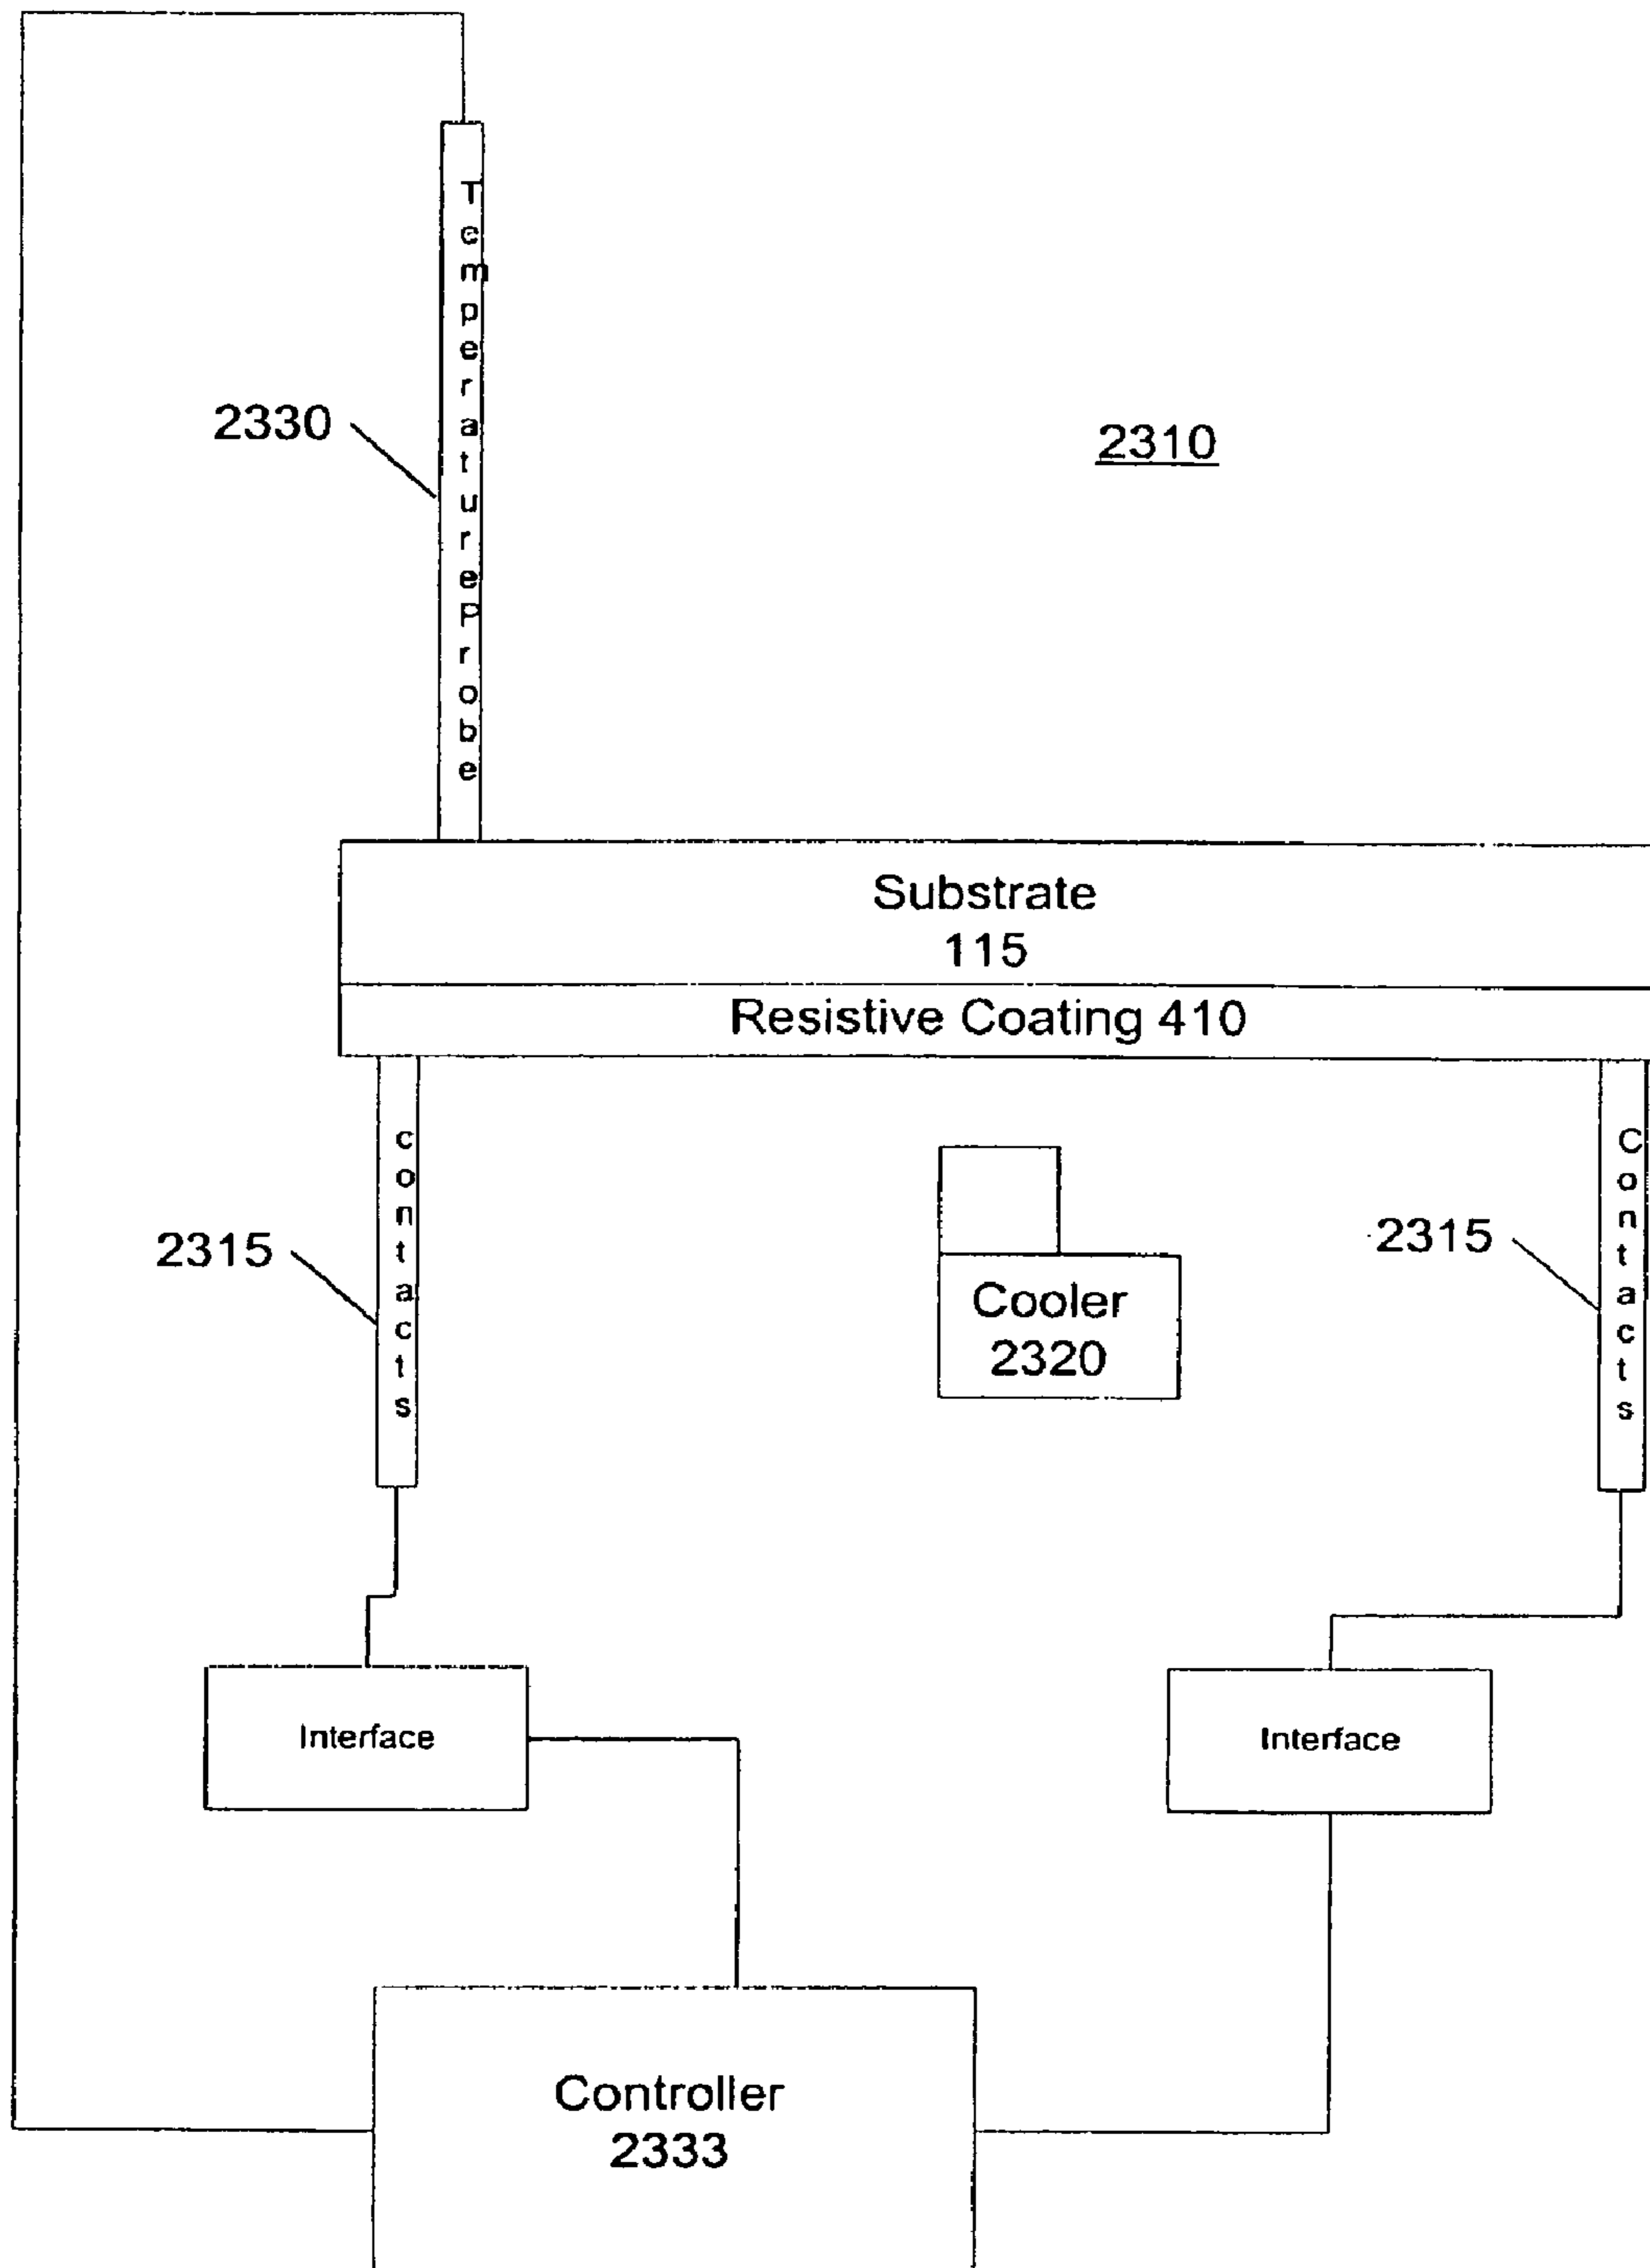 Temperature Probe
2330
2310
Substrate
115
Resistive Coating 410
contacts
2315
Contacts
2315
Cooler
2320
Interface
Interface
Controller
2333